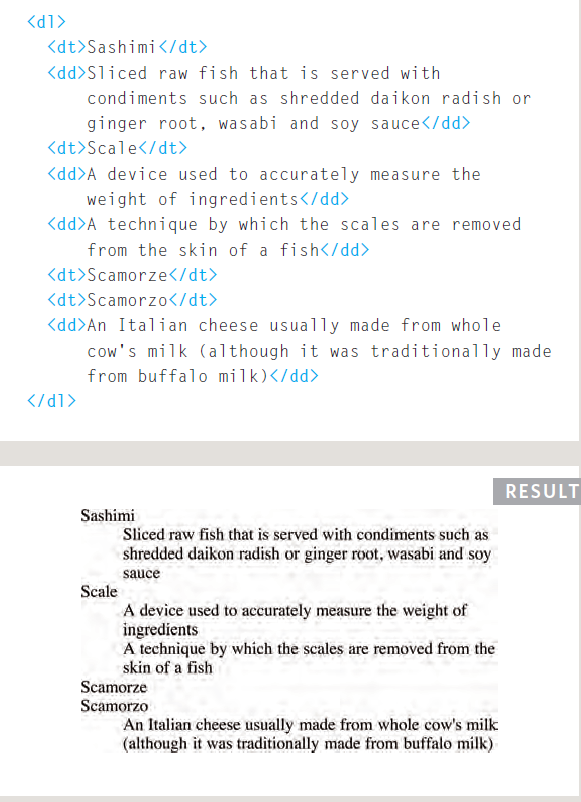 <dl>
<dt>Sashimi</dt>
<dd>Sliced raw fish that is served with
condiments such as shredded daikon radish or
ginger root, wasabi and soy sauce</dd>
<dt>Scale</dt>
<dd>A device used to accurately measure the
weight of ingredients</dd>
<dd>A technique by which the scales are removed
from the skin of a fish</dd>
<dt>Scamorze</dt>
<dt>Scamorzo</dt>
<dd>An Italian cheese usually made from whole
cow's milk (although it was traditionally made
from buffalo milk)</dd>
</dl>
RESULT
Sashimi
Sliced raw fish that is served with condiments such as
shredded daikon radish or ginger root, wasabi and soy
sauce
Scale
A device used to accurately measure the weight of
ingredients
A technique by which the scales are removed from the
skin of a fish
Scamorze
Scamorzo
An Italian cheese usually made from whole cow's milk
(although it was traditionally made from buffalo milk)